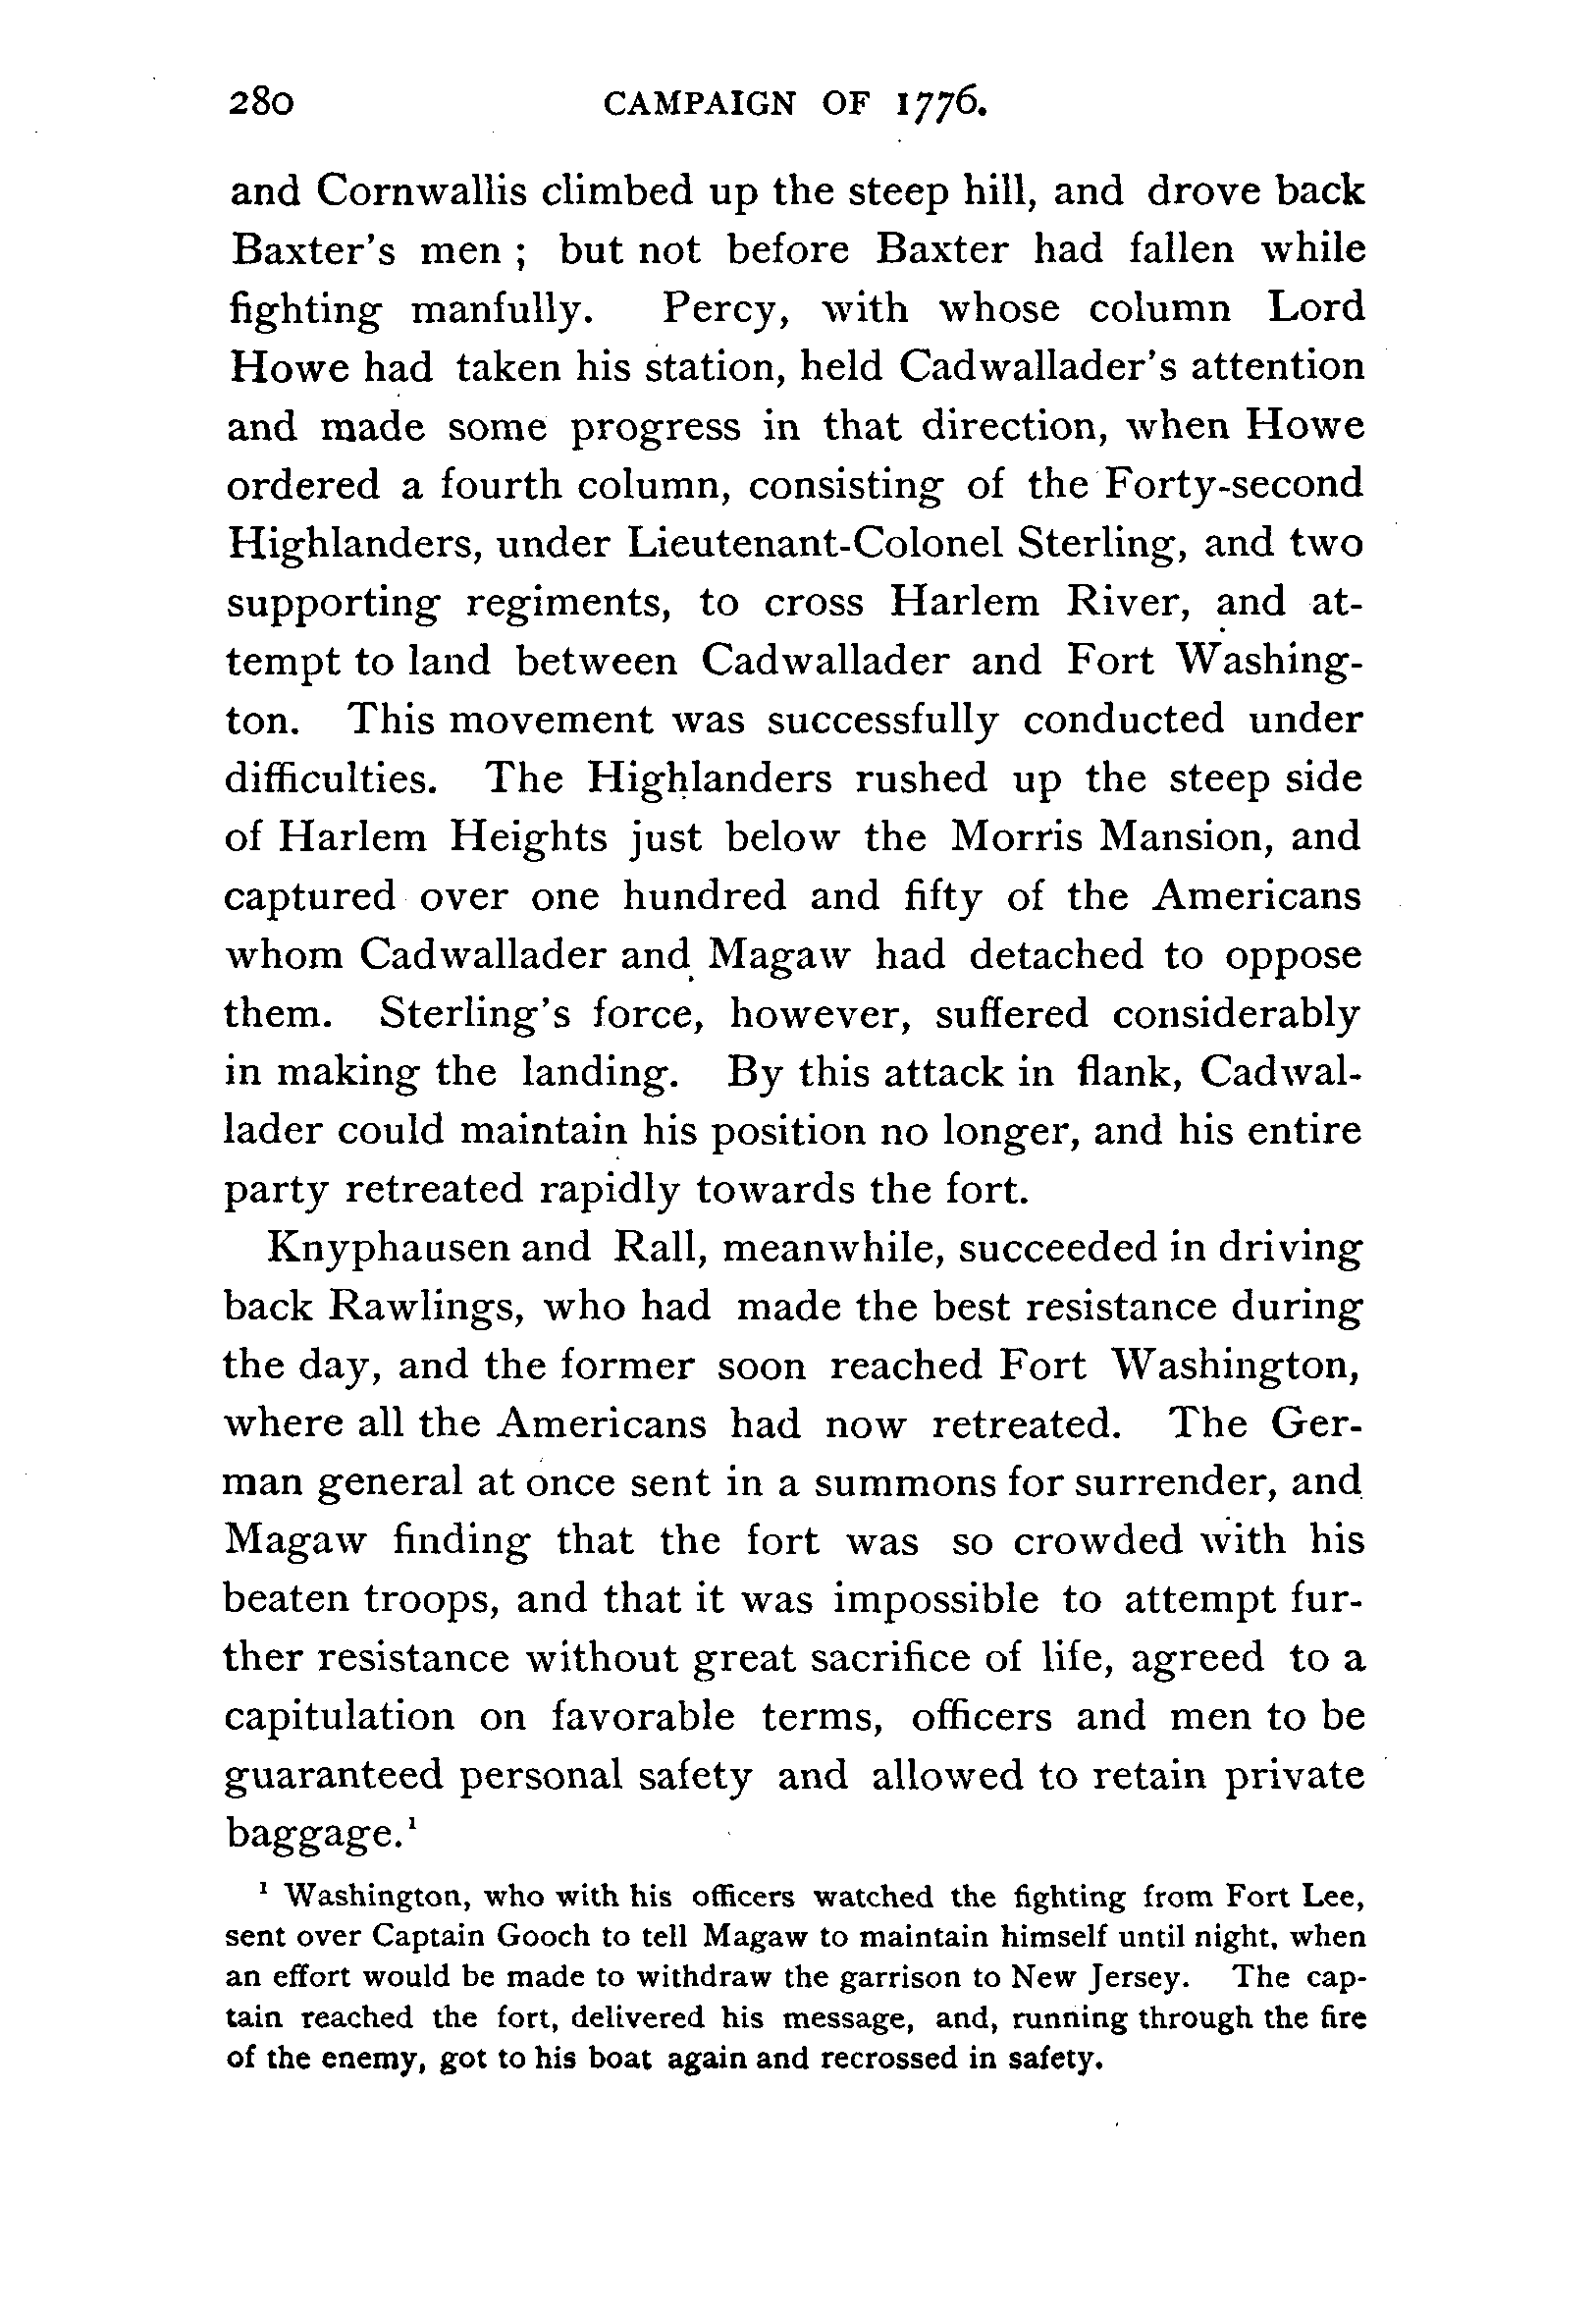 280 CAMPAIGN OF 1776.
and Cornwallis climbed up the steep hill, and drove back
Baxter's men ; but not before Baxter had fallen while
fighting manfully. Percy, with whose column Lord
Howe had taken his station, held Cadwallader's attention
and made some progress in that direction, when Howe
ordered a fourth column, consisting of the Forty-second
Highlanders, under Lieutenant-Colonel Sterling, and two
supporting regiments, to cross Harlem River, and at-
tempt to land between Cadwallader and Fort Washing-
ton. This movement was successfully conducted under
difficulties. The Highlanders rushed up the steep side
of Harlem Heights just below the Morris Mansion, and
captured over one hundred and fifty of the Americans
whom Cadwallader and Magaw had detached to oppose
them. Sterling's force, however, suffered considerably
in making the landing. By this attack in flank, Cadwal-
lader could maintain his position no longer, and his entire
party retreated rapidly towards the fort.
Knyphausen and Rall, meanwhile, succeeded in driving
back Rawlings, who had made the best resistance during
the day, and the former soon reached Fort Washington,
where all the Americans had now retreated. The Ger-
man general at once sent in a summons for surrender, and
Magaw finding that the fort was so crowded with his
beaten troops, and that it was impossible to attempt fur-
ther resistance without great sacrifice of life, agreed to a
capitulation on favorable terms, officers and men to be
guaranteed personal safety and allowed to retain private
baggage.¹
¹ Washington, who with his officers watched the fighting from Fort Lee,
sent over Captain Gooch to tell Magaw to maintain himself until night, when
an effort would be made to withdraw the garrison to New Jersey. The cap-
tain reached the fort, delivered his message, and, running through the fire
of the enemy, got to his boat again and recrossed in safety.